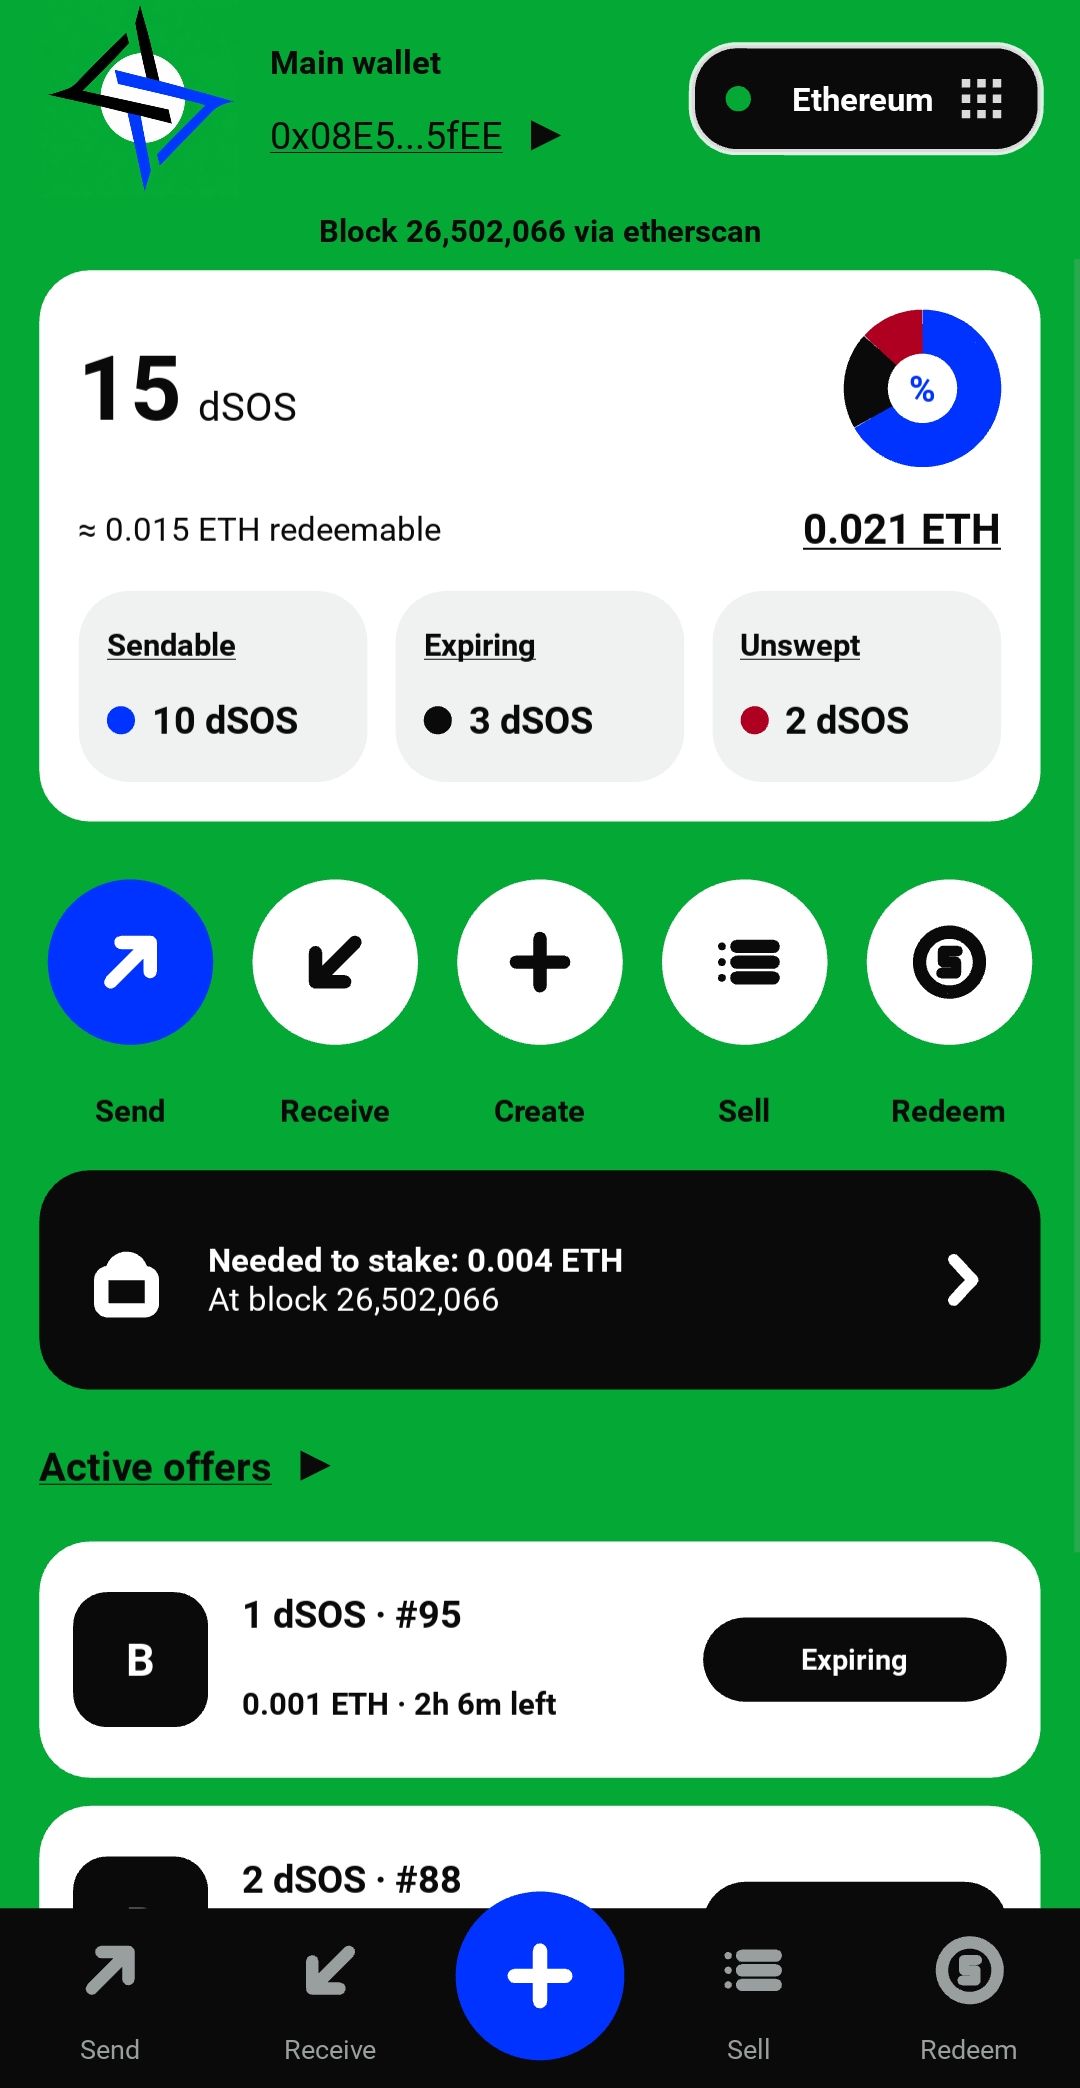 Main wallet
0x08E5...5fEE
Ethereum
Block 26,502,066 via etherscan
15 dSOS
%
≈ 0.015 ETH redeemable
0.021 ETH
Sendable
Expiring
Unswept
10 dSOS
3 dSOS
2 dSOS
Send
Receive
Create
Sell
Redeem
Needed to stake: 0.004 ETH
At block 26,502,066
Active offers
B
1 dSOS · #95
0.001 ETH · 2h 6m left
Expiring
2 dSOS · #88
Send
Receive
Sell
Redeem